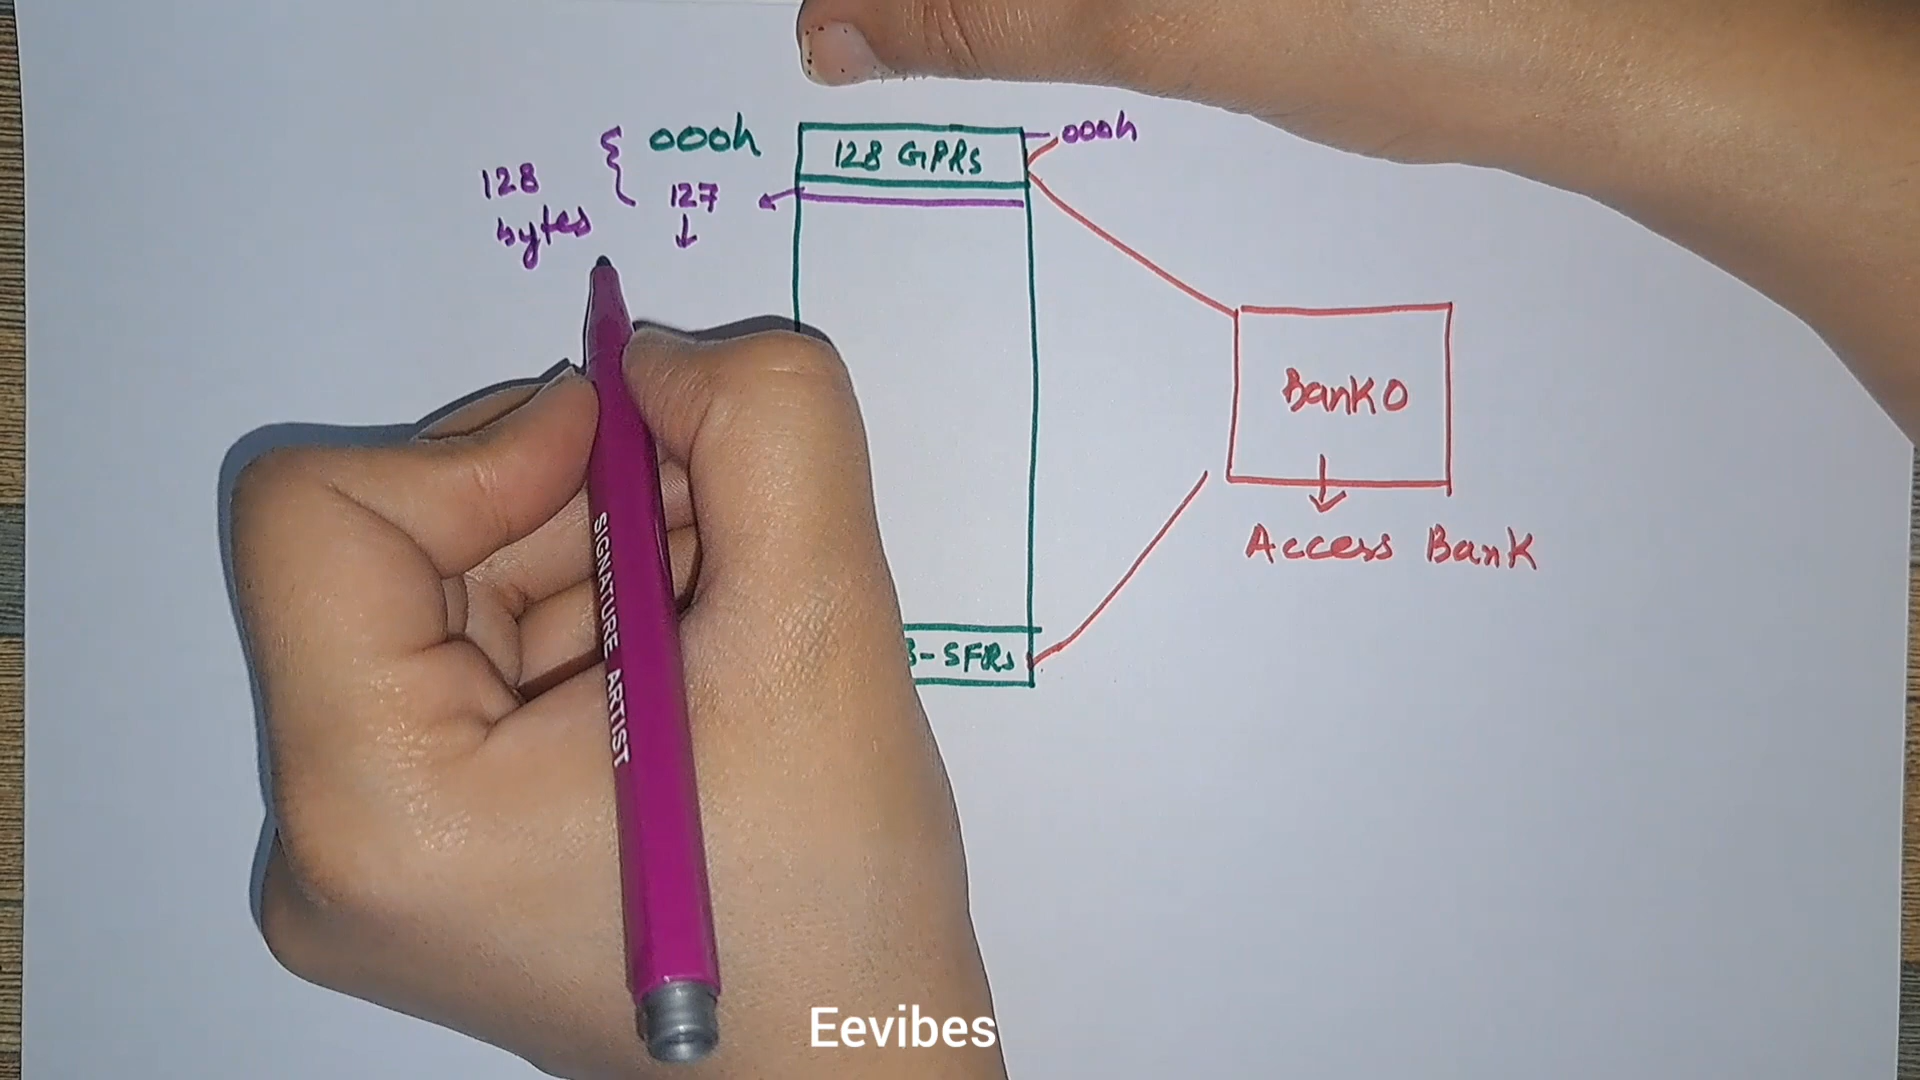 000h
128 GPRs
000h
128
bytes
127
Bank 0
Access Bank
- SFRs
SIGNATURE ARTIST
Eevibes